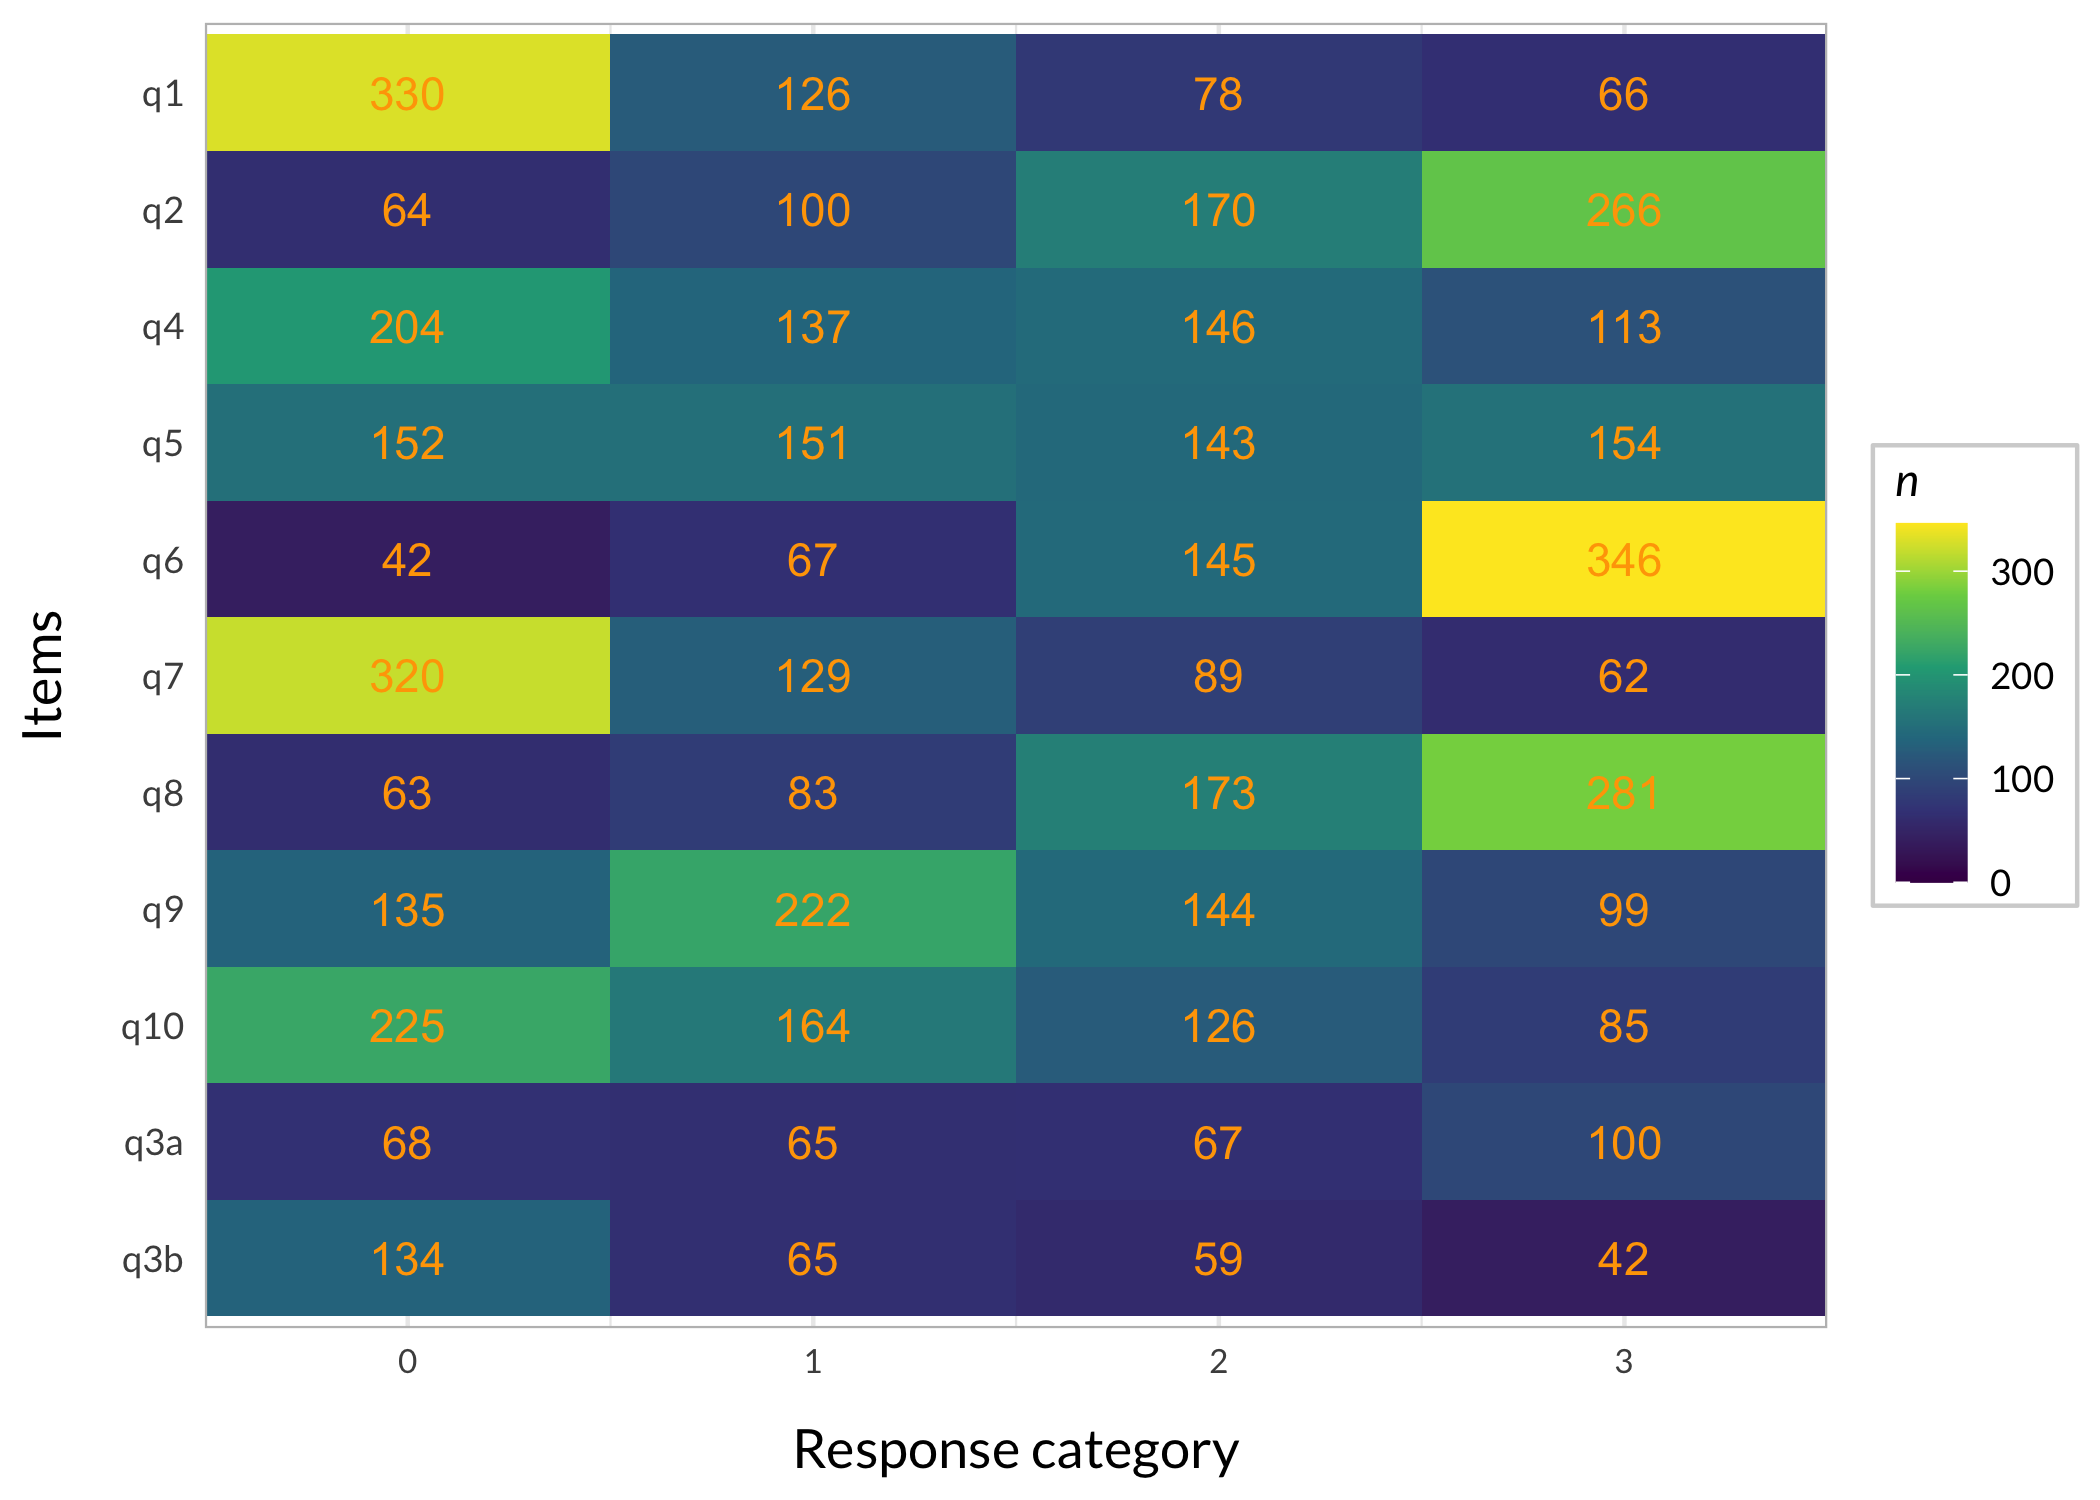 q1 330 126 78 66
q2 64 100 170 266
q4 204 137 146 113
q5 152 151 143 154
q6 42 67 145 346
q7 320 129 89 62
q8 63 83 173 281
q9 135 222 144 99
q10 225 164 126 85
q3a 68 65 67 100
q3b 134 65 59 42
0 1 2 3
Response category
Items
n
300
200
100
0